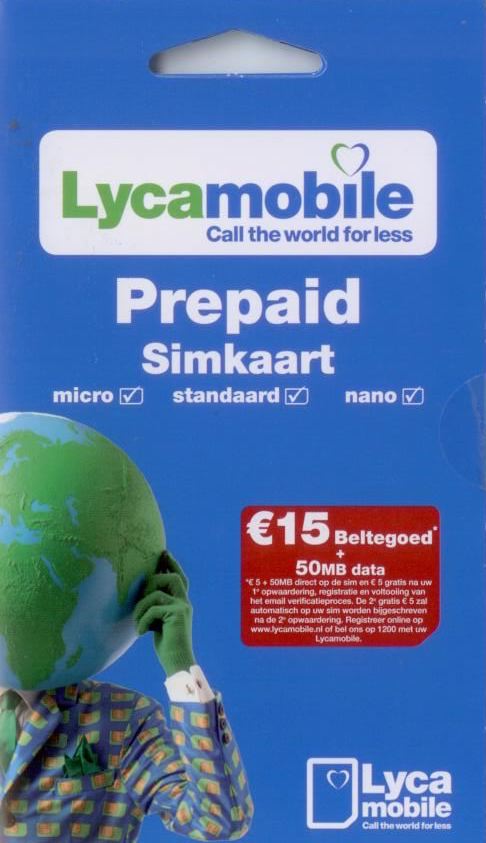 Lycamobile
Call the world for less
Prepaid
Simkaart
micro ☑ standaard ☑ nano ☑
€15 Beltegoed*
+
50MB data
*€ 5 + 50MB direct op de sim en € 5 gratis na uw
1e opwaardering, registratie en voltooiing van
het email verificatieproces. De 2e gratis € 5 zal
automatisch op uw sim worden bijgeschreven
na de 2e opwaardering. Registreer online op
www.lycamobile.nl of bel ons op 1200 met uw
Lycamobile.
Lyca
mobile
Call the world for less